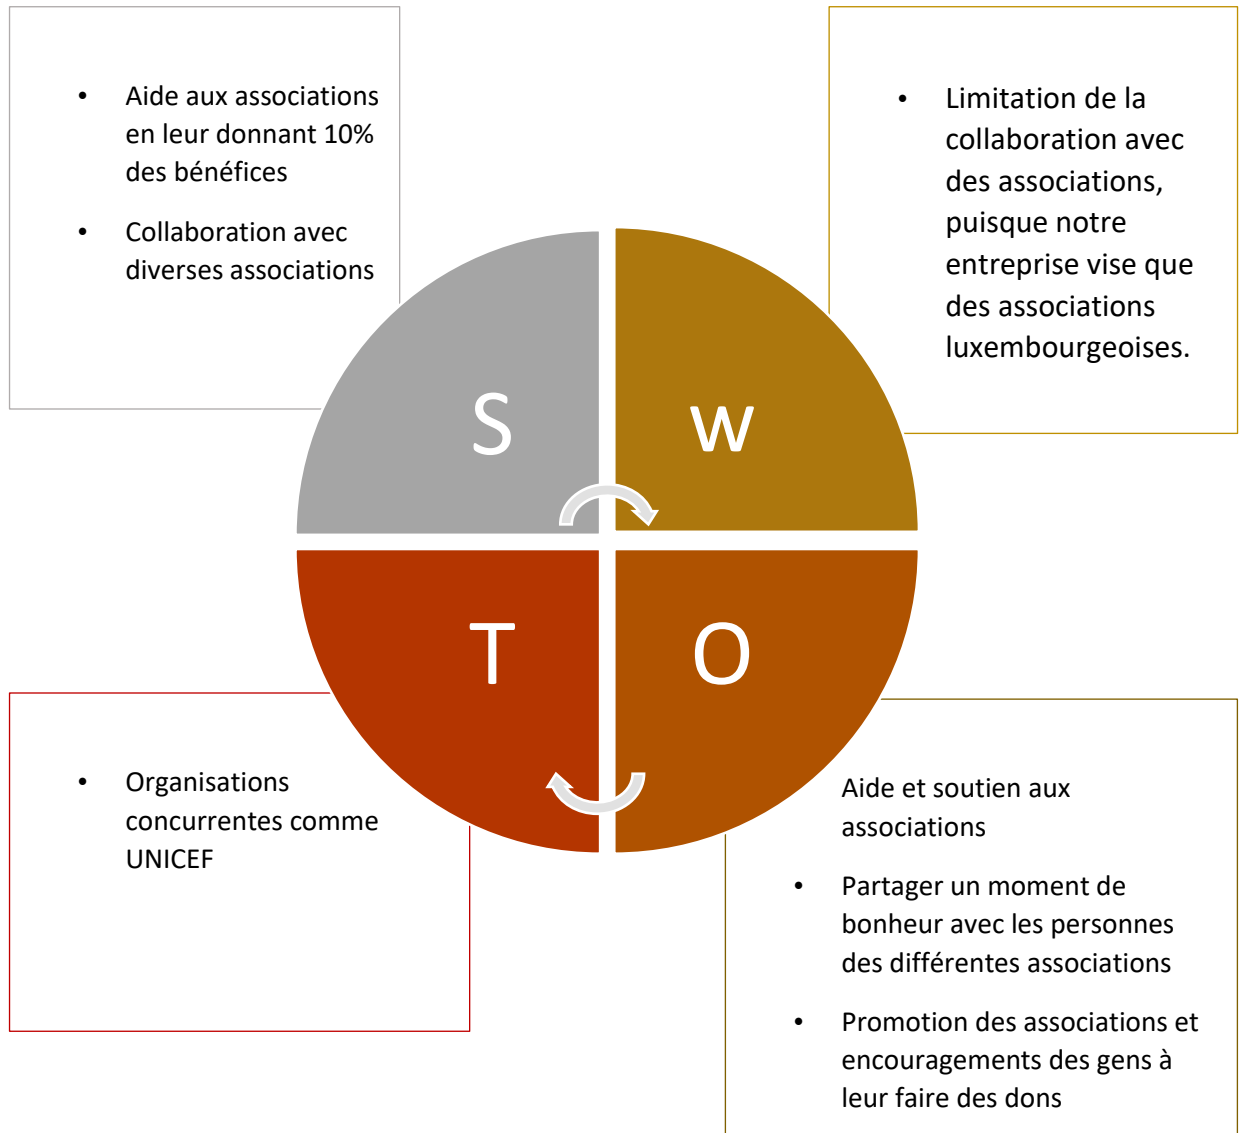 • Aide aux associations
en leur donnant 10%
des bénéfices
• Collaboration avec
diverses associations
• Limitation de la
collaboration avec
des associations,
puisque notre
entreprise vise que
des associations
luxembourgeoises.
S
W
T
O
• Organisations
concurrentes comme
UNICEF
Aide et soutien aux
associations
• Partager un moment de
bonheur avec les personnes
des différentes associations
• Promotion des associations et
encouragements des gens à
leur faire des dons